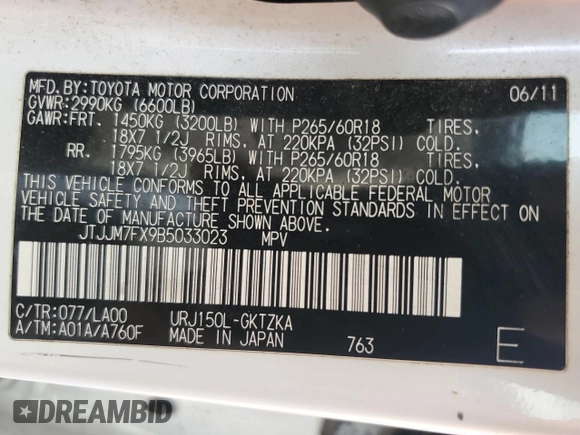 MFD.BY:TOYOTA MOTOR CORPORATION 06/11
GVWR:2990KG (6600LB)
GAWR:FRT. 1450KG (3200LB) WITH P265/60R18 TIRES,
18X7 1/2J RIMS, AT 220KPA (32PSI) COLD.
RR. 1795KG (3965LB) WITH P265/60R18 TIRES,
18X7 1/2J RIMS, AT 220KPA (32PSI) COLD.
THIS VEHICLE CONFORMS TO ALL APPLICABLE FEDERAL MOTOR
VEHICLE SAFETY AND THEFT PREVENTION STANDARDS IN EFFECT ON
THE DATE OF MANUFACTURE SHOWN ABOVE.
JTJJM7FX9B5033023 MPV
C/TR:077/LA00 URJ150L-GKTZKA
A/TM:A01A/A760F MADE IN JAPAN 763 E
DREAMBID